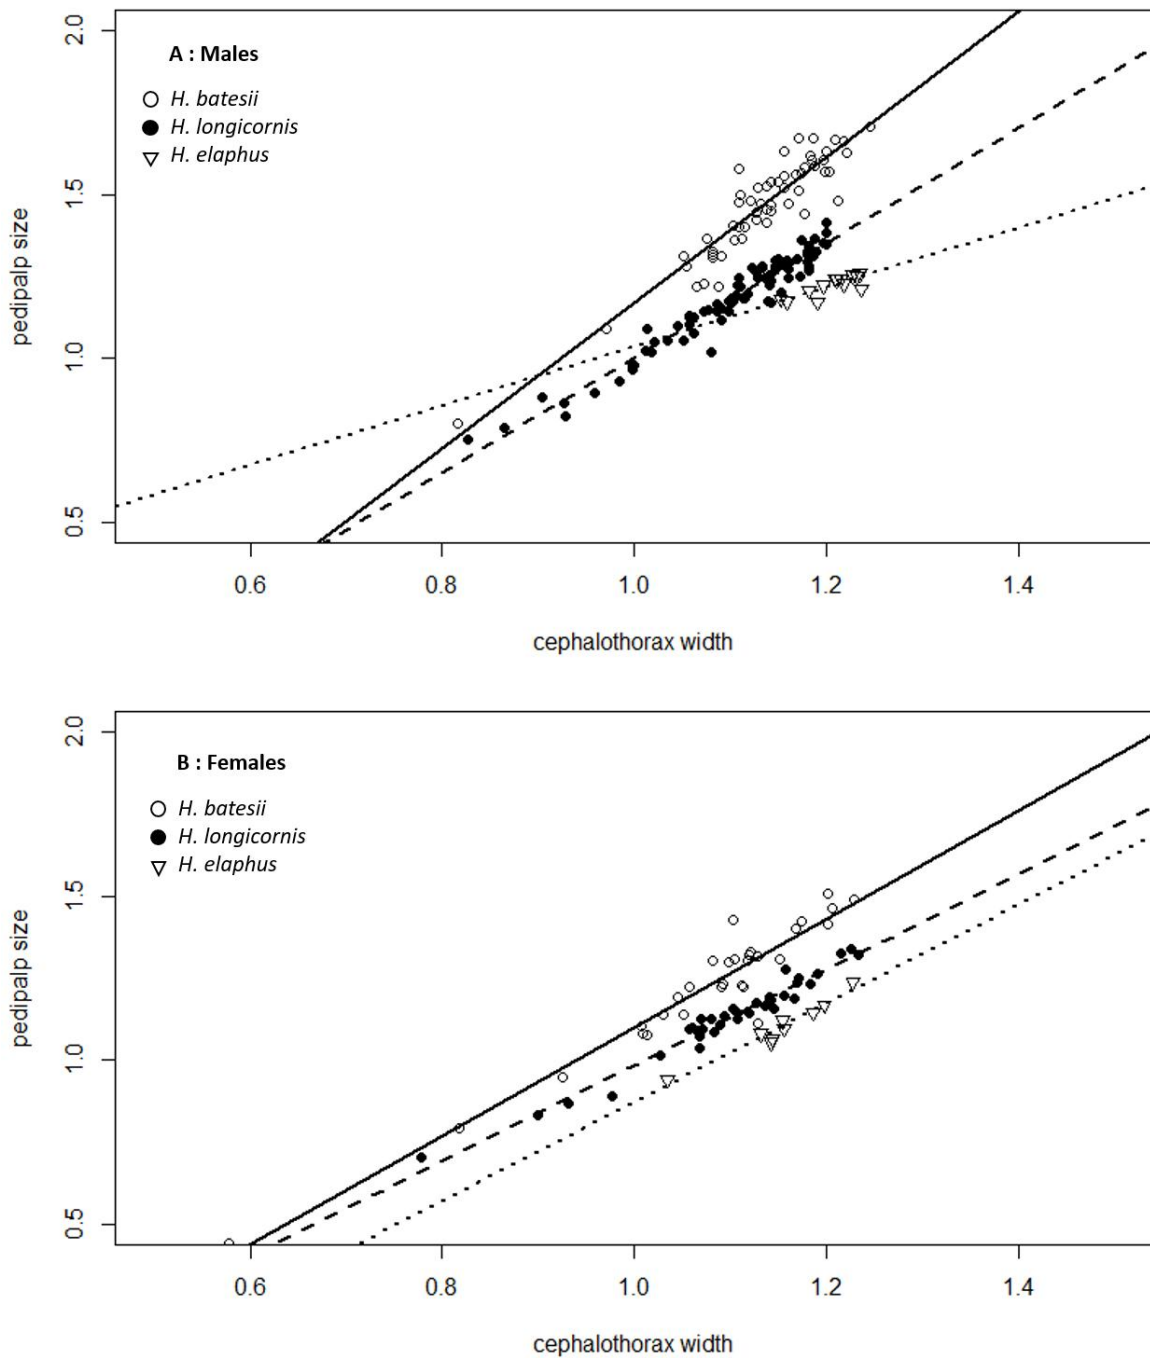 A : Males
H. batesii
H. longicornis
H. elaphus
2.0
1.5
1.0
0.5
pedipalp size
0.6 0.8 1.0 1.2 1.4
cephalothorax width
B : Females
H. batesii
H. longicornis
H. elaphus
2.0
1.5
1.0
0.5
pedipalp size
0.6 0.8 1.0 1.2 1.4
cephalothorax width